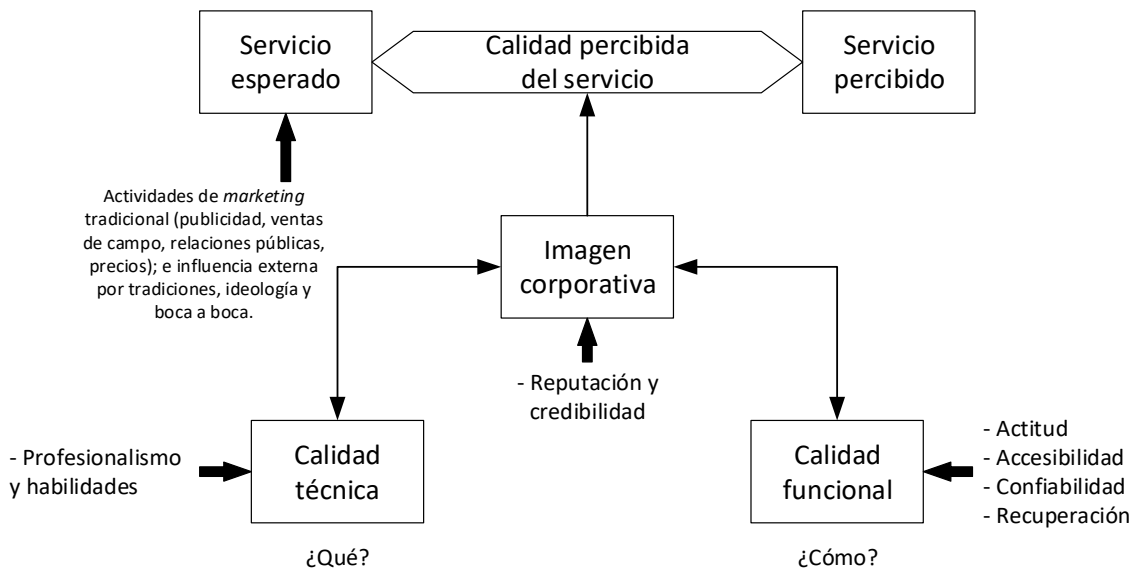 Servicio
esperado
Calidad percibida
del servicio
Servicio
percibido
Actividades de marketing
tradicional (publicidad, ventas
de campo, relaciones públicas,
precios); e influencia externa
por tradiciones, ideología y
boca a boca.
Imagen
corporativa
- Reputación y
credibilidad
- Profesionalismo
y habilidades
Calidad
técnica
Calidad
funcional
- Actitud
- Accesibilidad
- Confiabilidad
- Recuperación
¿Qué?
¿Cómo?